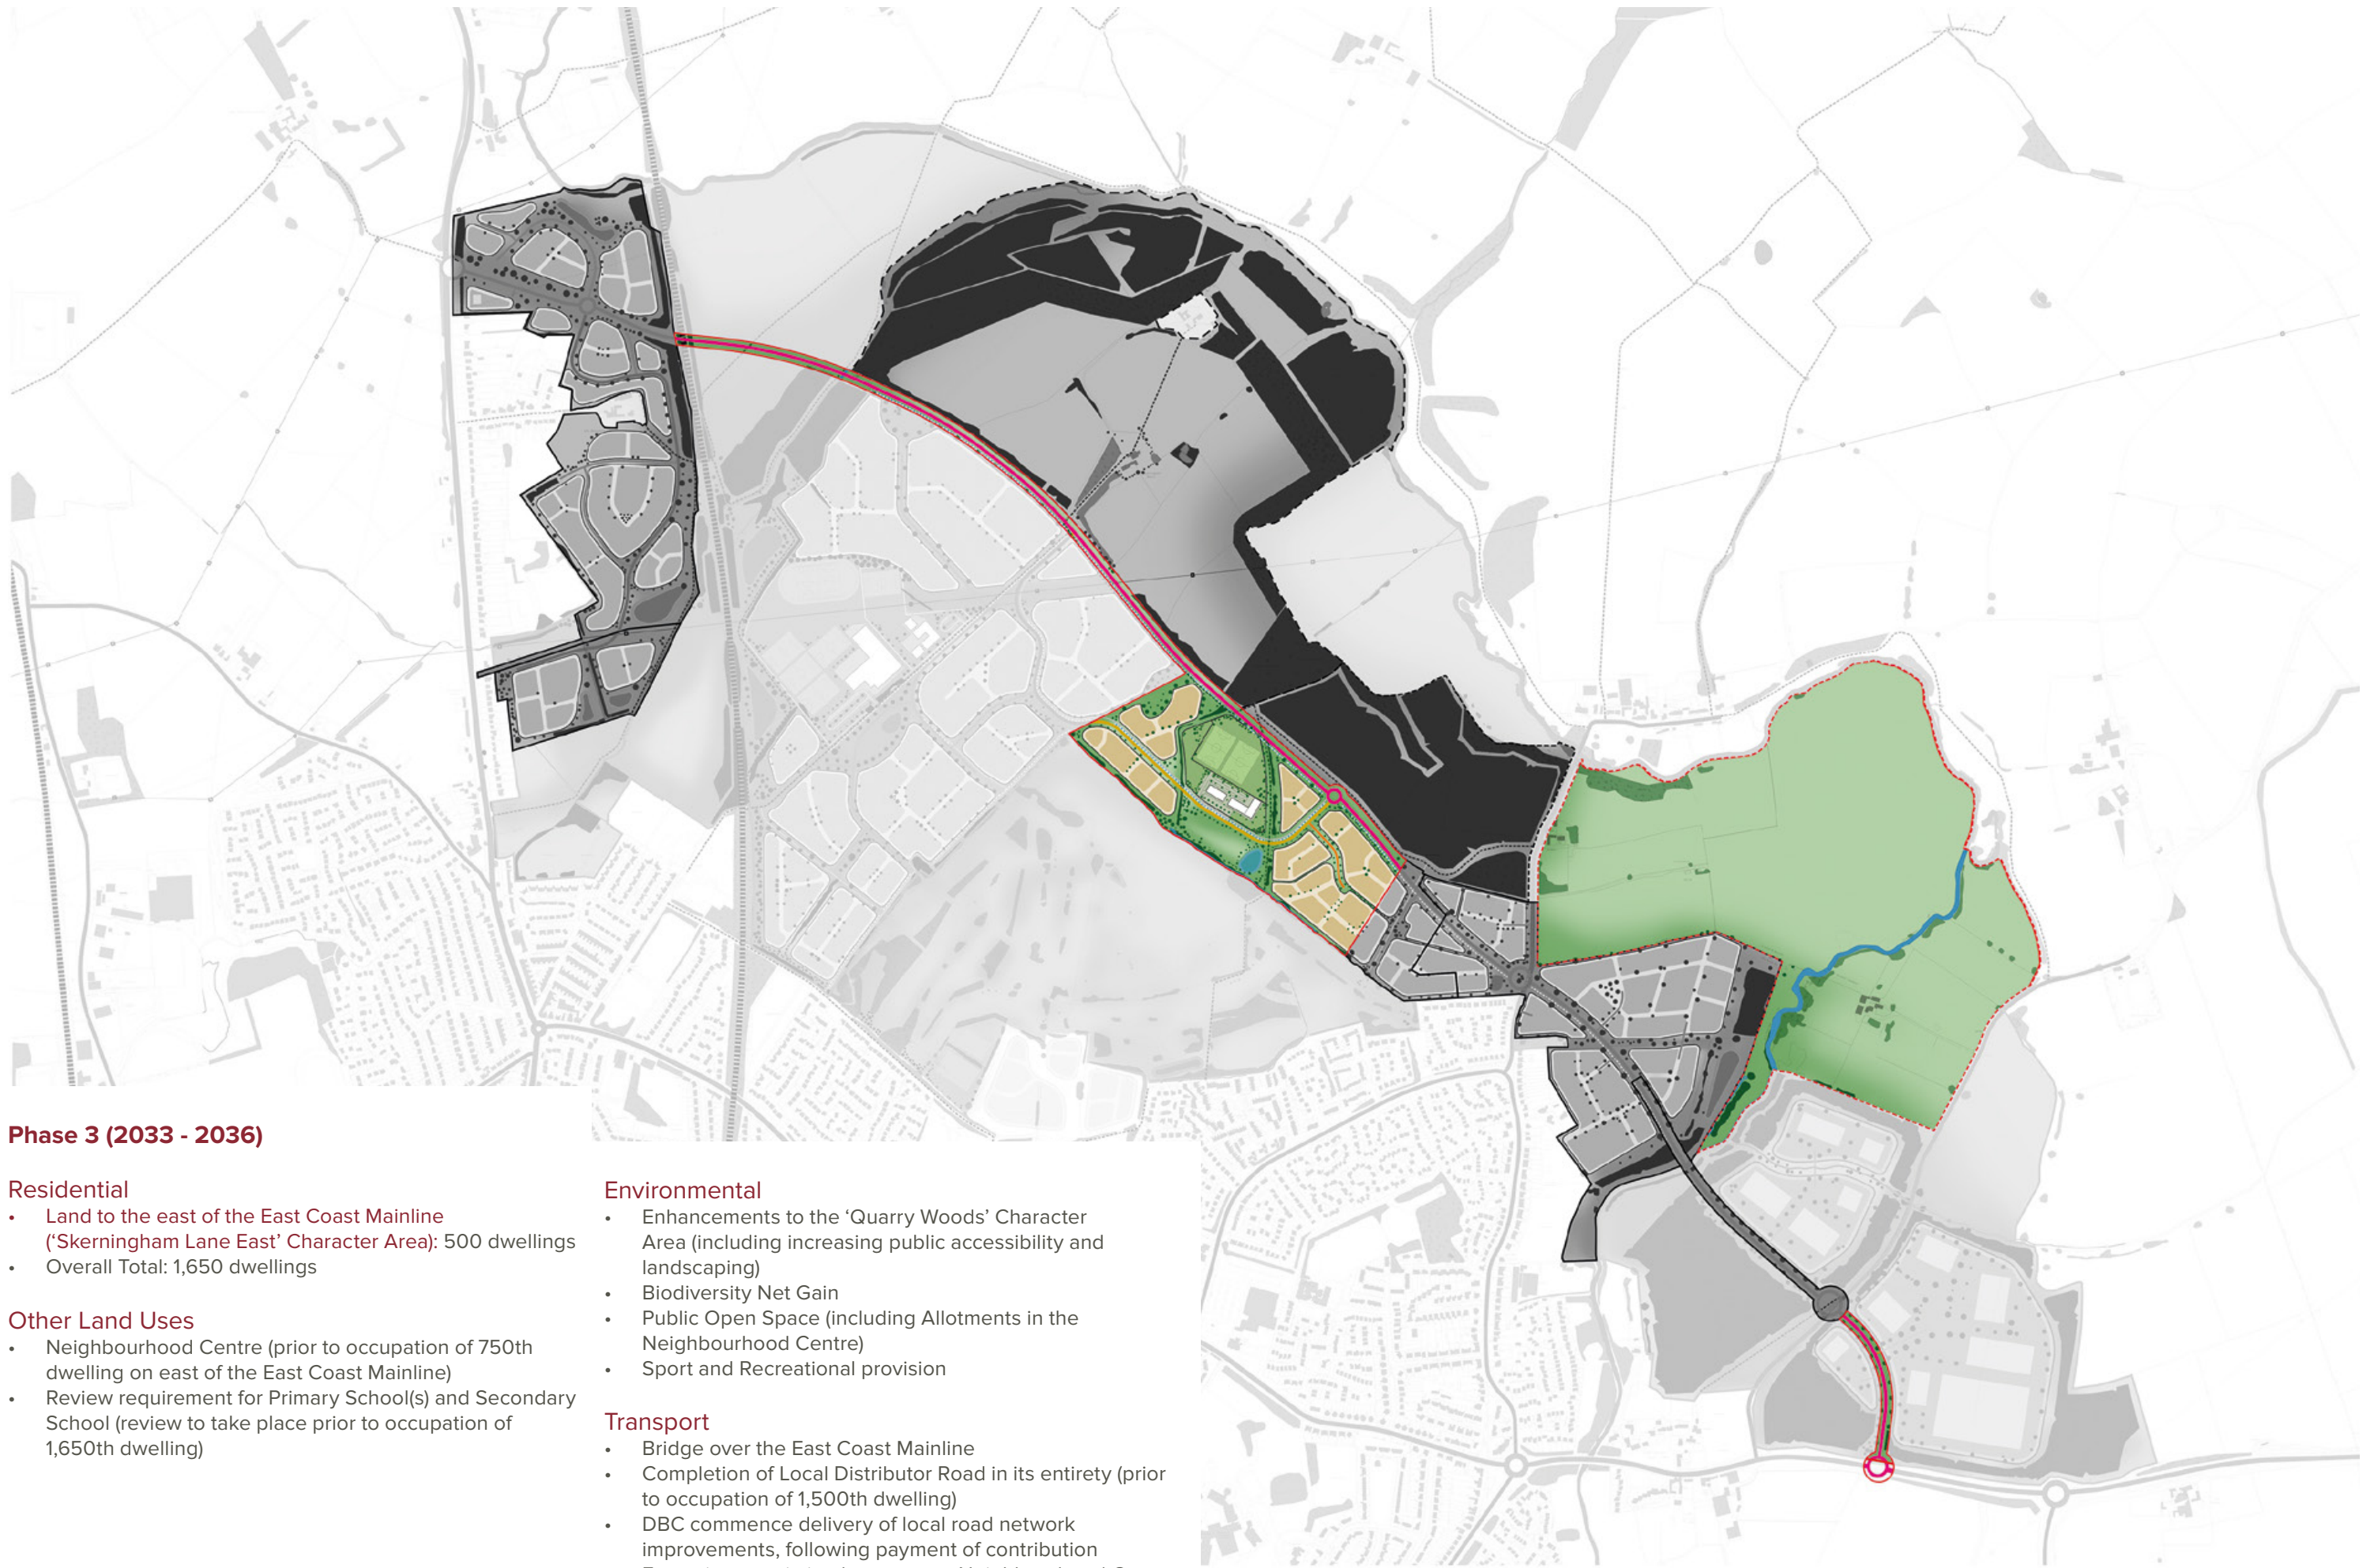 Phase 3 (2033 - 2036)
Residential
• Land to the east of the East Coast Mainline
('Skerningham Lane East' Character Area): 500 dwellings
• Overall Total: 1,650 dwellings
Other Land Uses
• Neighbourhood Centre (prior to occupation of 750th
dwelling on east of the East Coast Mainline)
• Review requirement for Primary School(s) and Secondary
School (review to take place prior to occupation of
1,650th dwelling)
Environmental
• Enhancements to the ‘Quarry Woods’ Character
Area (including increasing public accessibility and
landscaping)
• Biodiversity Net Gain
• Public Open Space (including Allotments in the
Neighbourhood Centre)
• Sport and Recreational provision
Transport
• Bridge over the East Coast Mainline
• Completion of Local Distributor Road in its entirety (prior
to occupation of 1,500th dwelling)
• DBC commence delivery of local road network
improvements, following payment of contribution